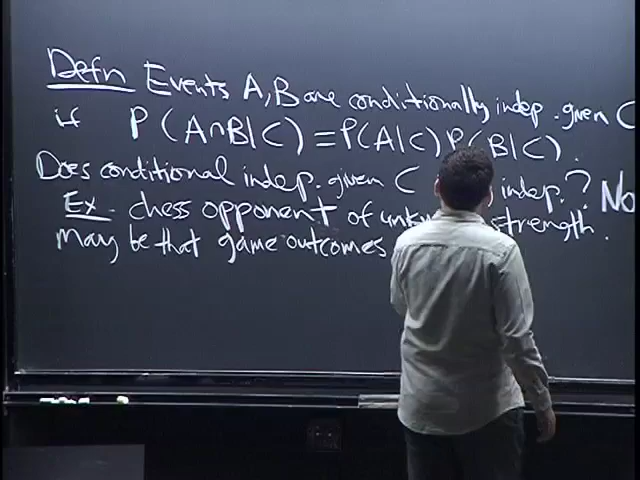 Defn Events A, B are conditionally indep. given C
if P(A∩B|C) = P(A|C)P(B|C).
Does conditional indep. given C indep.? No
Ex. chess opponent of strength.
May be that game outcomes